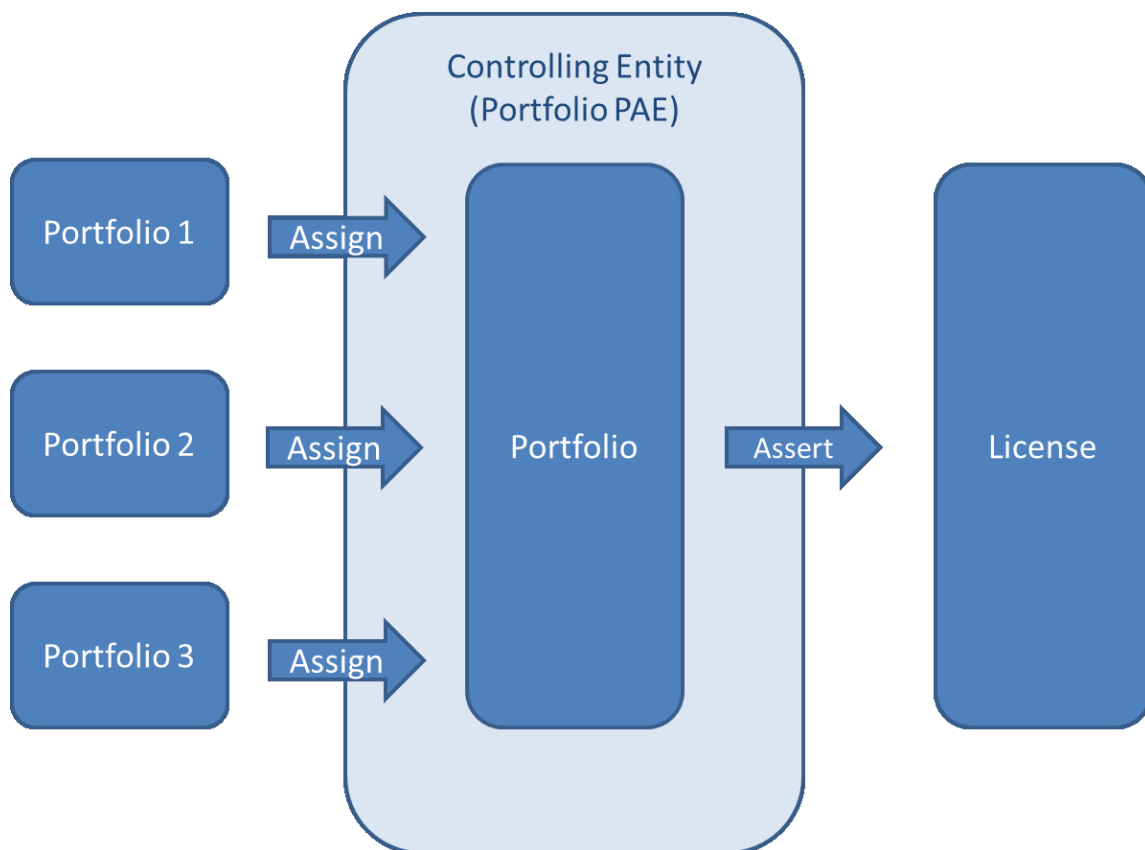 Controlling Entity
(Portfolio PAE)
Portfolio 1
Assign
Portfolio 2
Assign
Portfolio
Assert
License
Portfolio 3
Assign